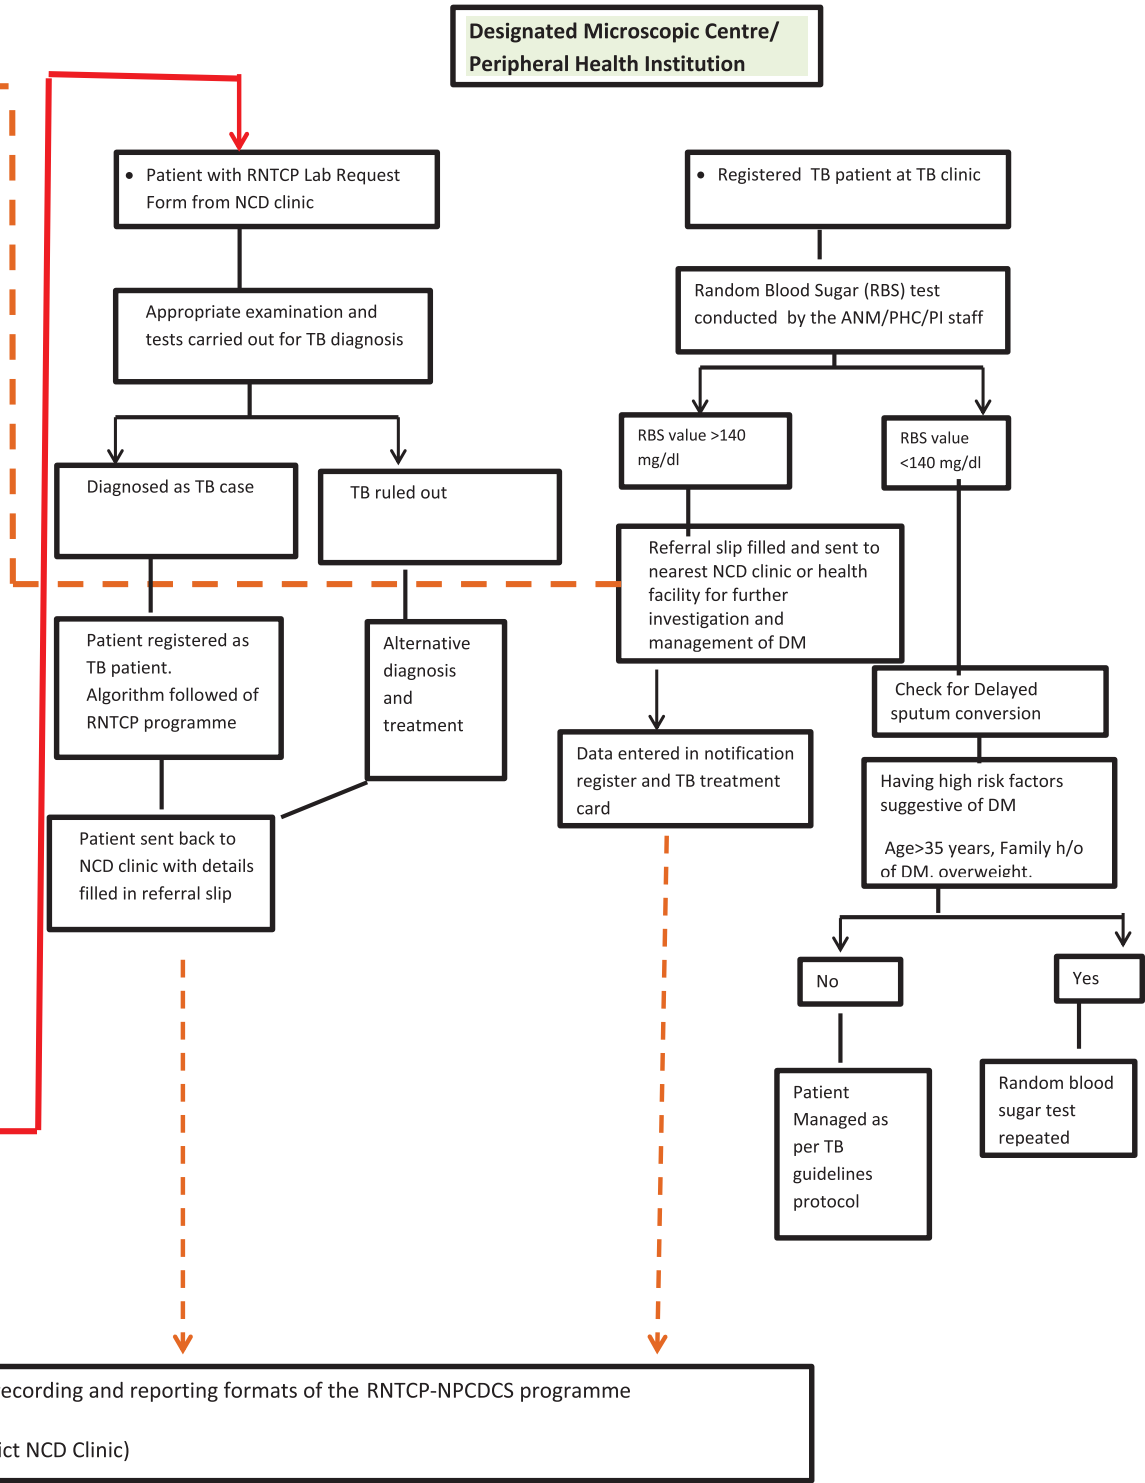 Designated Microscopic Centre/
Peripheral Health Institution
• Patient with RNTCP Lab Request
Form from NCD clinic
• Registered TB patient at TB clinic
Appropriate examination and
tests carried out for TB diagnosis
Random Blood Sugar (RBS) test
conducted by the ANM/PHC/PI staff
Diagnosed as TB case
TB ruled out
RBS value >140
mg/dl
RBS value
<140 mg/dl
Referral slip filled and sent to
nearest NCD clinic or health
facility for further
investigation and
management of DM
Patient registered as
TB patient.
Algorithm followed of
RNTCP programme
Alternative
diagnosis
and
treatment
Check for Delayed
sputum conversion
Data entered in notification
register and TB treatment
card
Having high risk factors
suggestive of DM
Age>35 years, Family h/o
of DM, overweight,
Patient sent back to
NCD clinic with details
filled in referral slip
No
Yes
Patient
Managed as
per TB
guidelines
protocol
Random blood
sugar test
repeated
ecording and reporting formats of the RNTCP-NPCDCS programme
ict NCD Clinic)